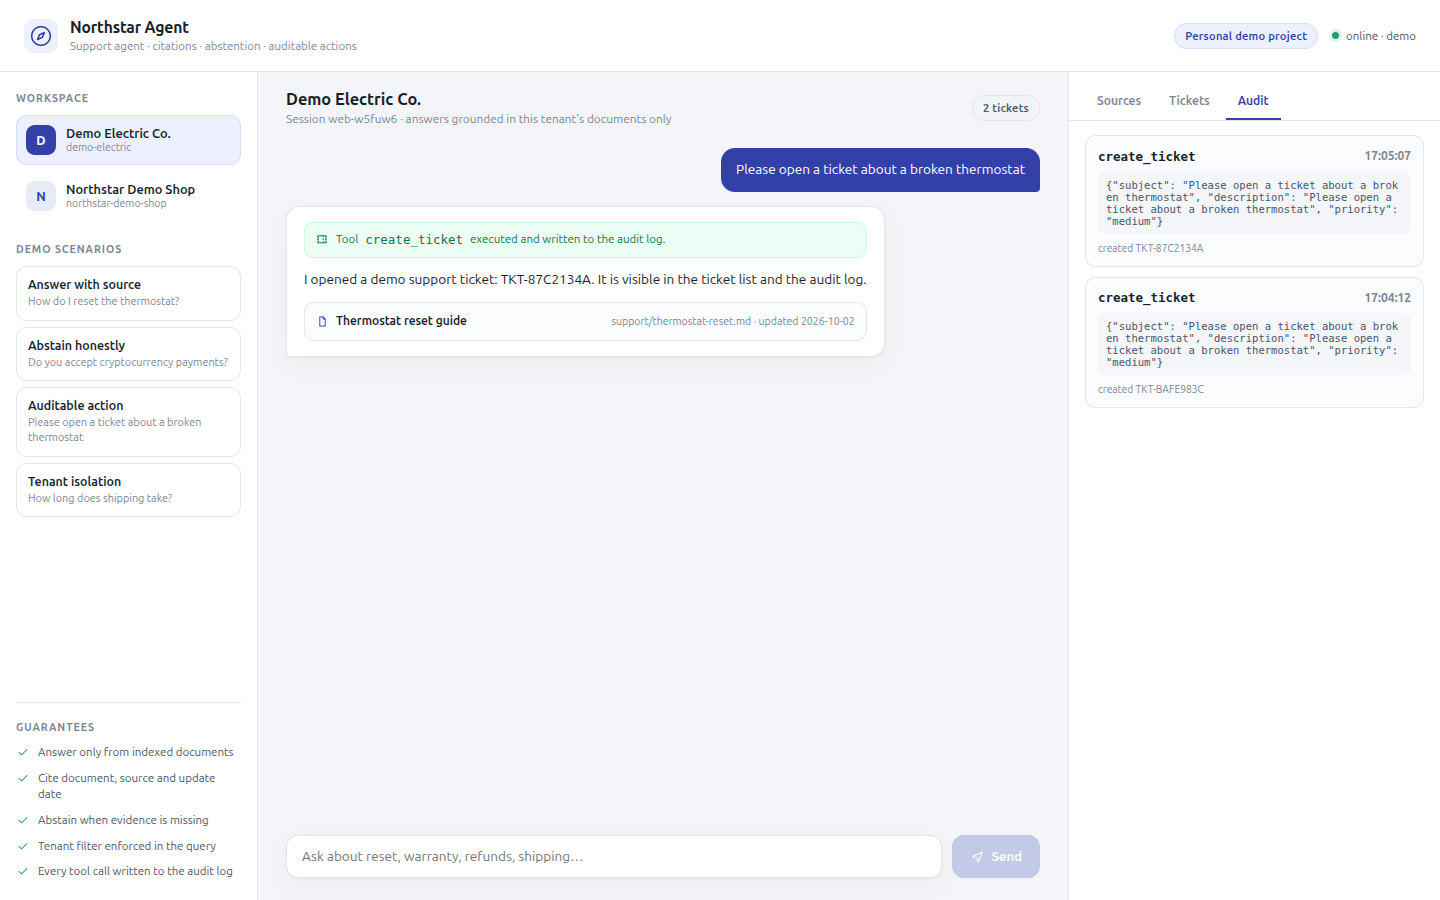 Northstar Agent
Support agent · citations · abstention · auditable actions
Personal demo project
online · demo
WORKSPACE
D
Demo Electric Co.
demo-electric
N
Northstar Demo Shop
northstar-demo-shop
DEMO SCENARIOS
Answer with source
How do I reset the thermostat?
Abstain honestly
Do you accept cryptocurrency payments?
Auditable action
Please open a ticket about a broken
thermostat
Tenant isolation
How long does shipping take?
GUARANTEES
Answer only from indexed documents
Cite document, source and update
date
Abstain when evidence is missing
Tenant filter enforced in the query
Every tool call written to the audit log
Demo Electric Co.
Session web-w5fuw6 · answers grounded in this tenant's documents only
2 tickets
Please open a ticket about a broken thermostat
Tool create_ticket executed and written to the audit log.
I opened a demo support ticket: TKT-87C2134A. It is visible in the ticket list and the audit log.
Thermostat reset guide
support/thermostat-reset.md · updated 2026-10-02
Ask about reset, warranty, refunds, shipping...
Send
Sources
Tickets
Audit
create_ticket
17:05:07
{"subject": "Please open a ticket about a brok
en thermostat", "description": "Please open a
ticket about a broken thermostat", "priority":
"medium"}
created TKT-87C2134A
create_ticket
17:04:12
{"subject": "Please open a ticket about a brok
en thermostat", "description": "Please open a
ticket about a broken thermostat", "priority":
"medium"}
created TKT-BAFE983C